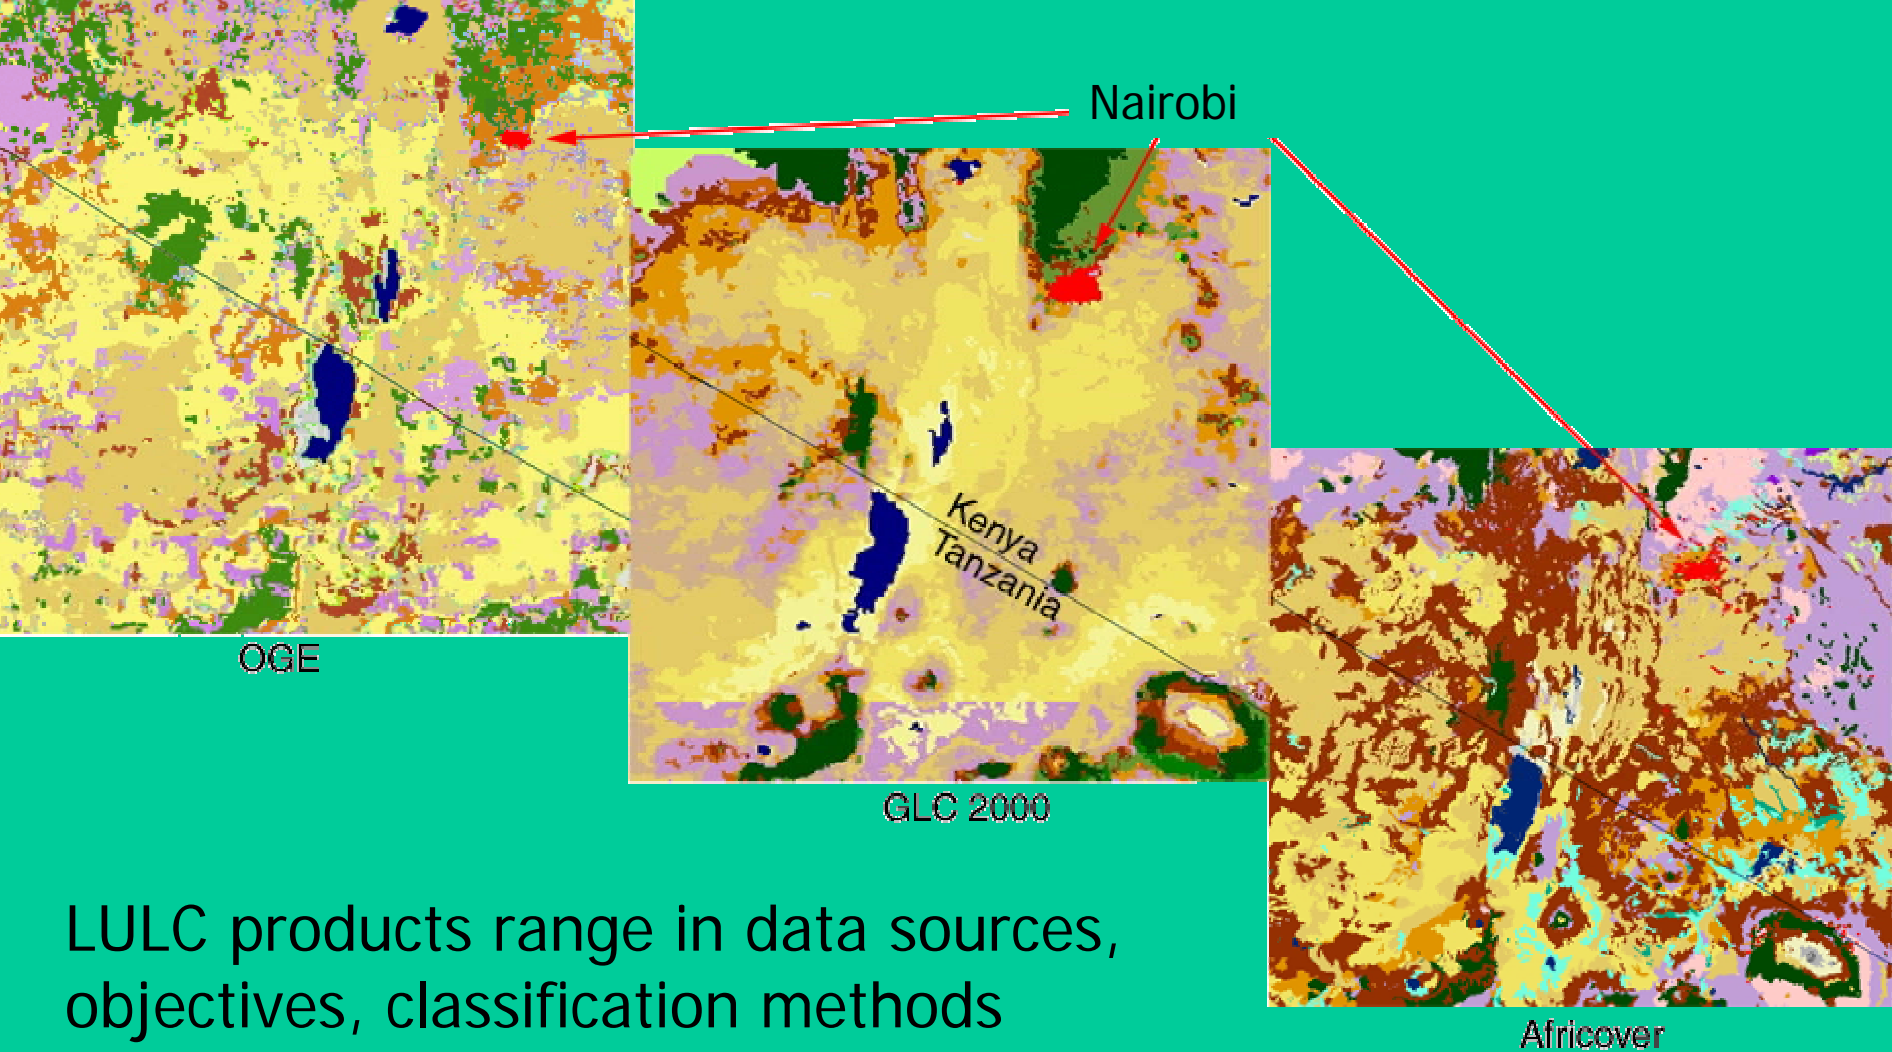 Nairobi
Kenya
Tanzania
OGE
GLC 2000
LULC products range in data sources,
objectives, classification methods
Africover